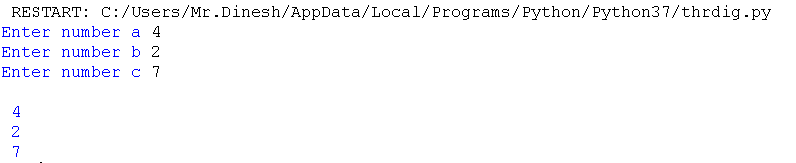 RESTART: C:/Users/Mr.Dinesh/AppData/Local/Programs/Python/Python37/thrdig.py
Enter number a 4
Enter number b 2
Enter number c 7
4
2
7